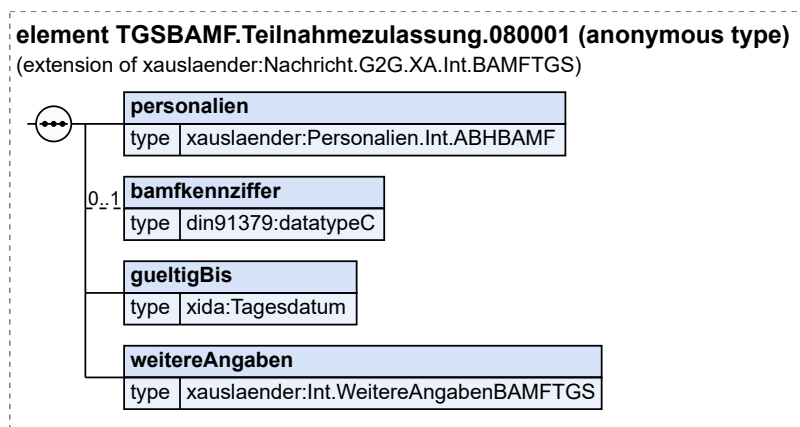 element TGSBAMF.Teilnahmezulassung.080001 (anonymous type)
(extension of xauslaender:Nachricht.G2G.XA.Int.BAMFTGS)
personalien
type xauslaender:Personalien.Int.ABHBAMF
0..1 bamfkennziffer
type din91379:datatypeC
gueltigBis
type xida:Tagesdatum
weitereAngaben
type xauslaender:Int.WeitereAngabenBAMFTGS